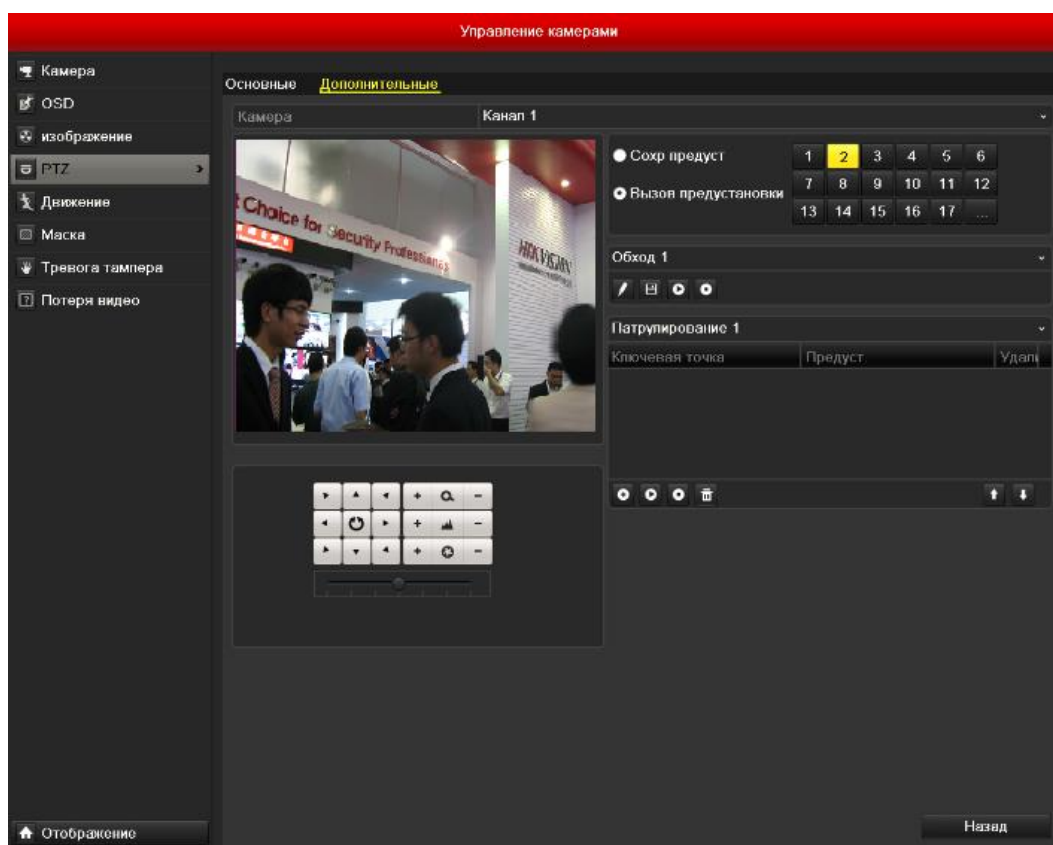 Управление камерами
Камера
OSD
изображение
PTZ
Движение
Маска
Тревога тампера
Потеря видео
Отображение
Основные Дополнительные
Камера Канал 1
t Choice for Security Professionals
HIKVISION
Сохр предуст
Вызов предустановки
1 2 3 4 5 6
7 8 9 10 11 12
13 14 15 16 17 ...
Обход 1
Патрулирование 1
Ключевая точка Предуст Удали
Назад